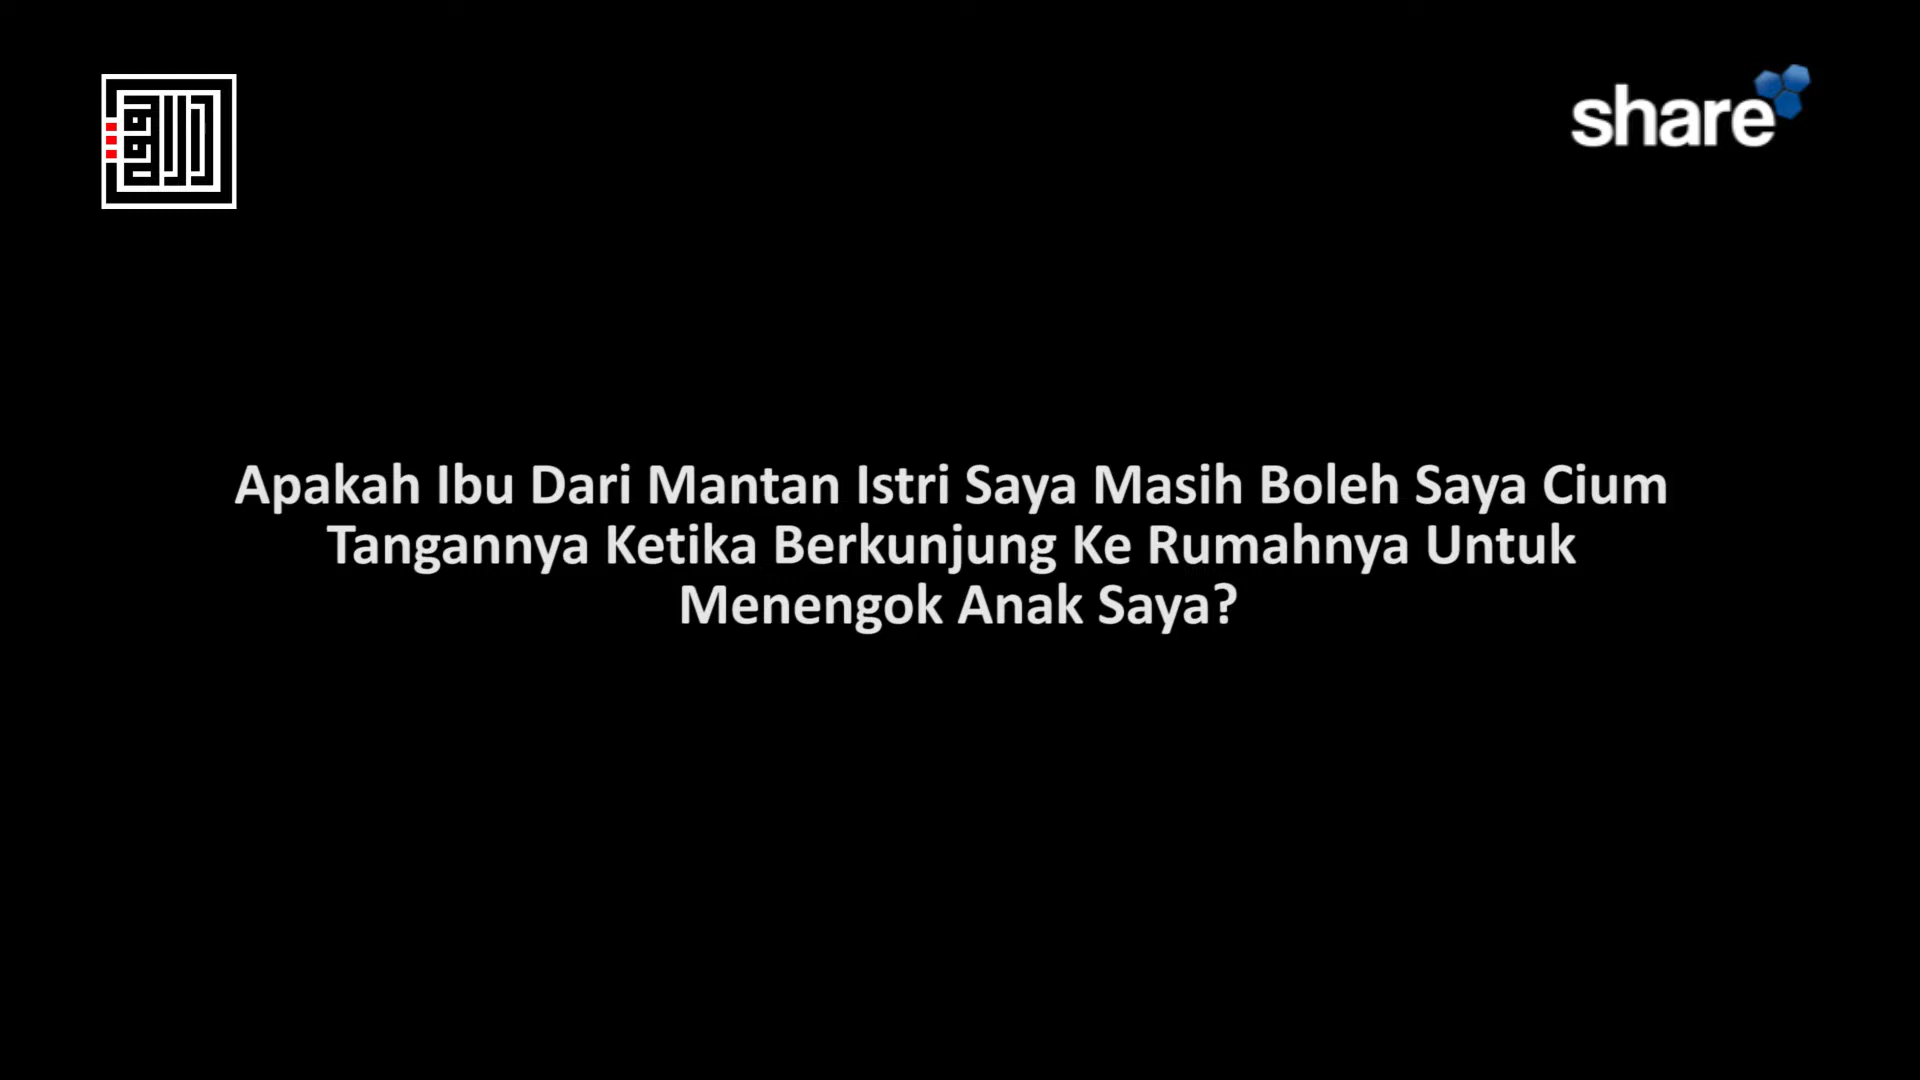 share
Apakah Ibu Dari Mantan Istri Saya Masih Boleh Saya Cium
Tangannya Ketika Berkunjung Ke Rumahnya Untuk
Menengok Anak Saya?